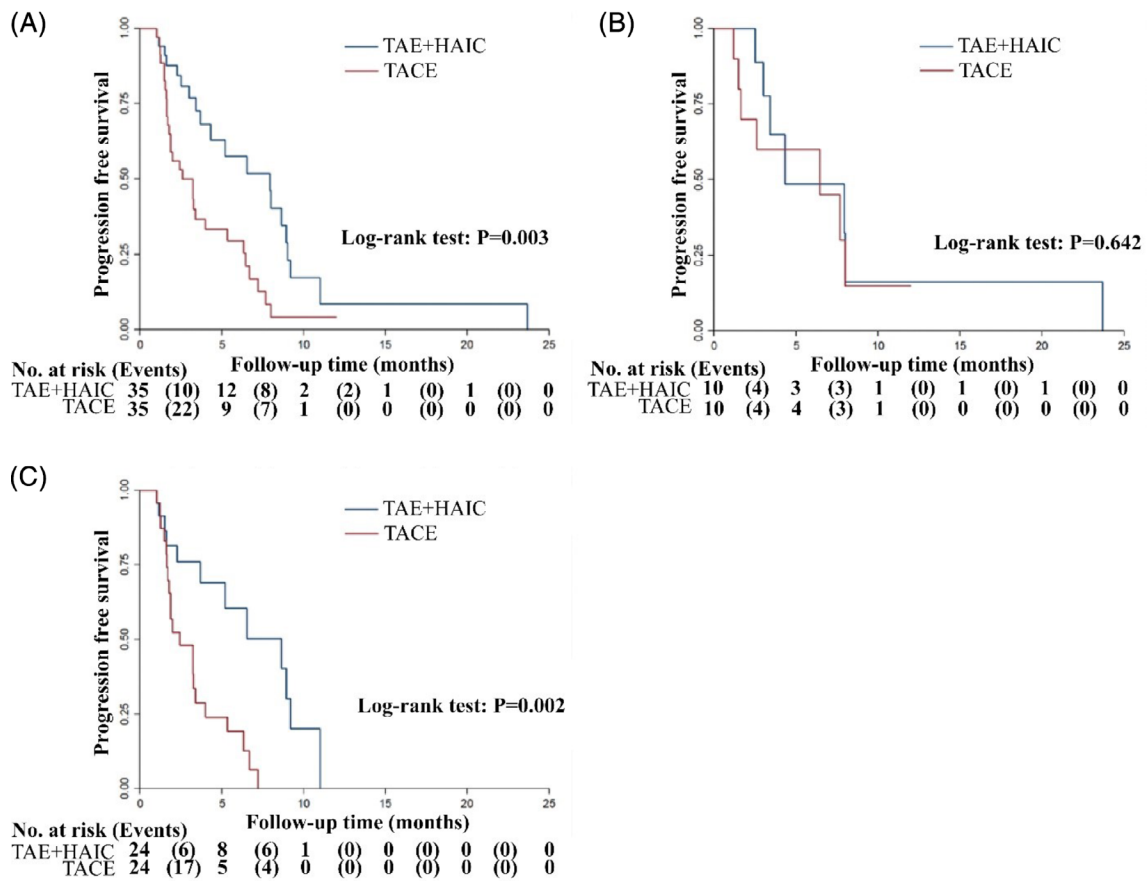 (A)
Progression free survival
1.00
0.75
0.50
0.25
0.00
TAE+HAIC
TACE
Log-rank test: P=0.003
0 5 10 15 20 25
Follow-up time (months)
No. at risk (Events)
TAE+HAIC 35 (10) 12 (8) 2 (2) 1 (0) 1 (0) 0
TACE 35 (22) 9 (7) 1 (0) 0 (0) 0 (0) 0
(B)
Progression free survival
1.00
0.75
0.50
0.25
0.00
TAE+HAIC
TACE
Log-rank test: P=0.642
0 5 10 15 20 25
Follow-up time (months)
No. at risk (Events)
TAE+HAIC 10 (4) 3 (3) 1 (0) 1 (0) 1 (0) 0
TACE 10 (4) 4 (3) 1 (0) 0 (0) 0 (0) 0
(C)
Progression free survival
1.00
0.75
0.50
0.25
0.00
TAE+HAIC
TACE
Log-rank test: P=0.002
0 5 10 15 20 25
Follow-up time (months)
No. at risk (Events)
TAE+HAIC 24 (6) 8 (6) 1 (0) 0 (0) 0 (0) 0
TACE 24 (17) 5 (4) 0 (0) 0 (0) 0 (0) 0